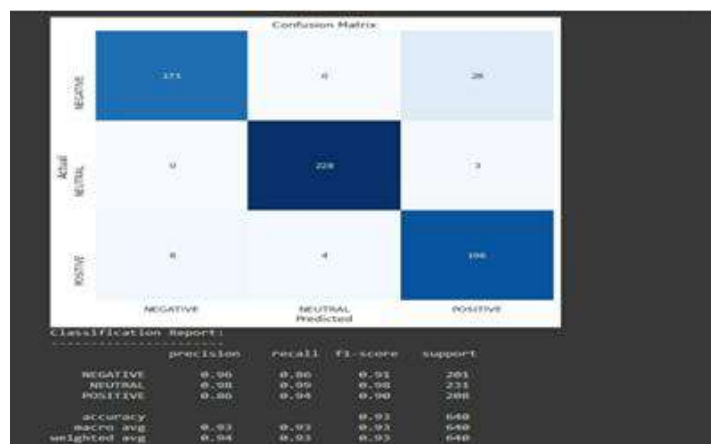 Confusion Matrix
NEGATIVE 173 0 28
Actual
NEUTRAL 0 228 3
POSITIVE 4 
NEGATIVE NEUTRAL POSITIVE
Predicted
Classification Report:
precision recall f1-score support
NEGATIVE 0.96 0.86 0.91 201
NEUTRAL 0.98 0.99 0.98 231
POSITIVE 0.86 0.94 0.90 208
accuracy 0.93 640
macro avg 0.93 0.93 0.93 640
weighted avg 0.94 0.93 0.93 640